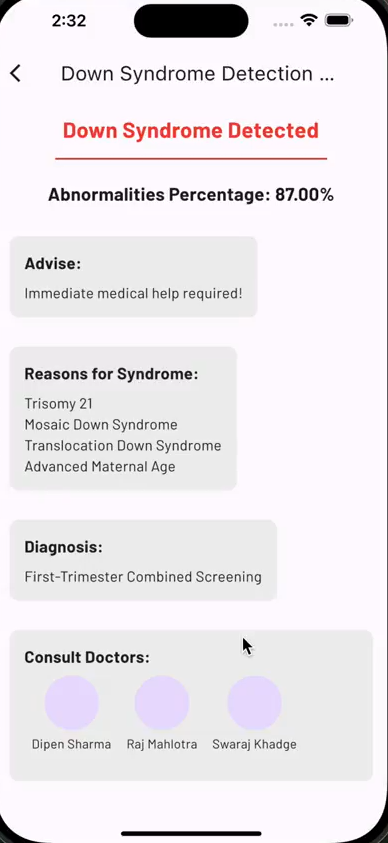 2:32
Down Syndrome Detection ...
Down Syndrome Detected
Abnormalities Percentage: 87.00%
Advise:
Immediate medical help required!
Reasons for Syndrome:
Trisomy 21
Mosaic Down Syndrome
Translocation Down Syndrome
Advanced Maternal Age
Diagnosis:
First-Trimester Combined Screening
Consult Doctors:
Dipen Sharma Raj Mahlotra Swaraj Khadge